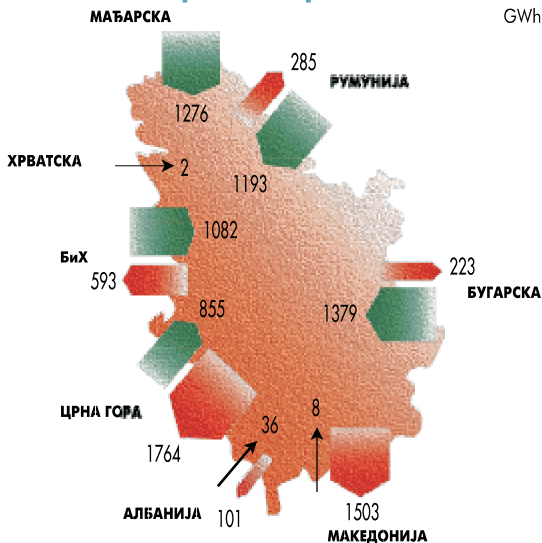 GWh
МАЂАРСКА
285
РУМУНИЈА
1276
ХРВАТСКА
2
1193
1082
БиХ
593
223
БУГАРСКА
855
1379
ЦРНА ГОРА
8
36
1764
АЛБАНИЈА
101
1503
МАКЕДОНИЈА